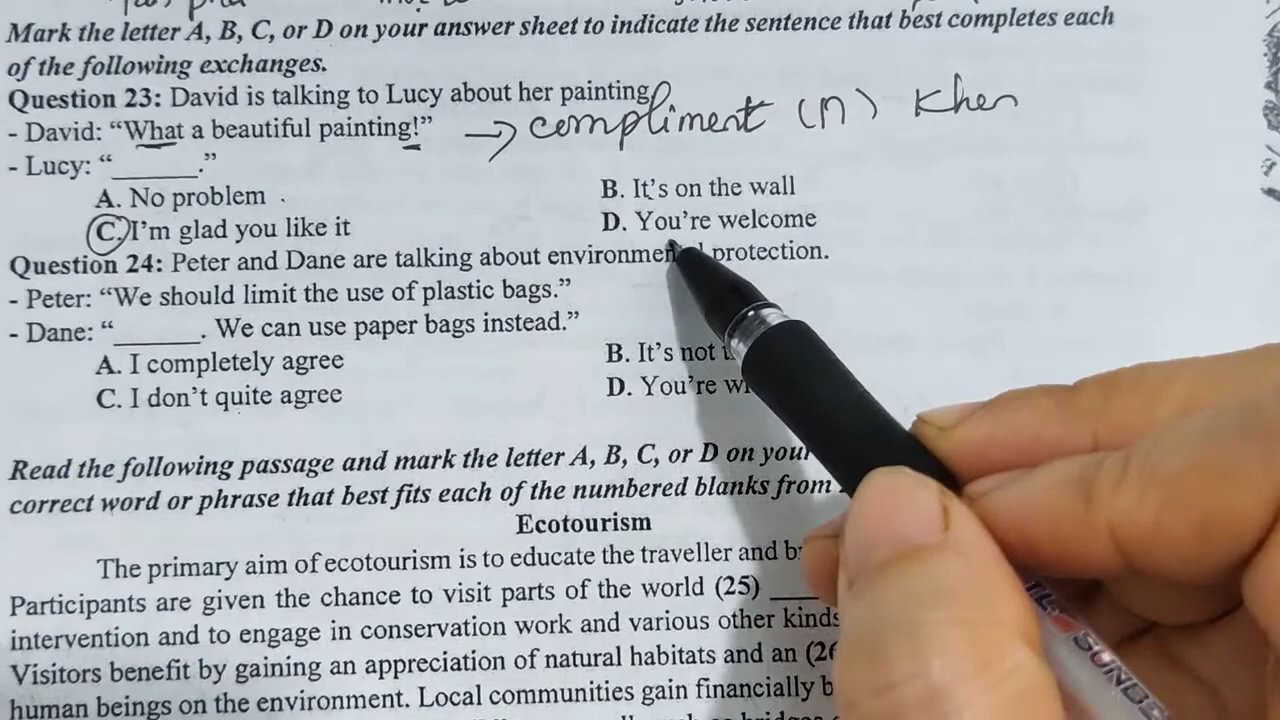 Mark the letter A, B, C, or D on your answer sheet to indicate the sentence that best completes each
of the following exchanges.
Question 23: David is talking to Lucy about her painting
- David: “What a beautiful painting!” → compliment (n) Khen
- Lucy: “_______.”
A. No problem
B. It's on the wall
C. I'm glad you like it
D. You're welcome
Question 24: Peter and Dane are talking about environmental protection.
- Peter: “We should limit the use of plastic bags.”
- Dane: “_______. We can use paper bags instead.”
A. I completely agree
B. It's not
C. I don't quite agree
D. You're
Read the following passage and mark the letter A, B, C, or D on your
correct word or phrase that best fits each of the numbered blanks from
Ecotourism
The primary aim of ecotourism is to educate the traveller and
Participants are given the chance to visit parts of the world (25) ____
intervention and to engage in conservation work and various other kinds
Visitors benefit by gaining an appreciation of natural habitats and an
human beings on the environment. Local communities gain financially